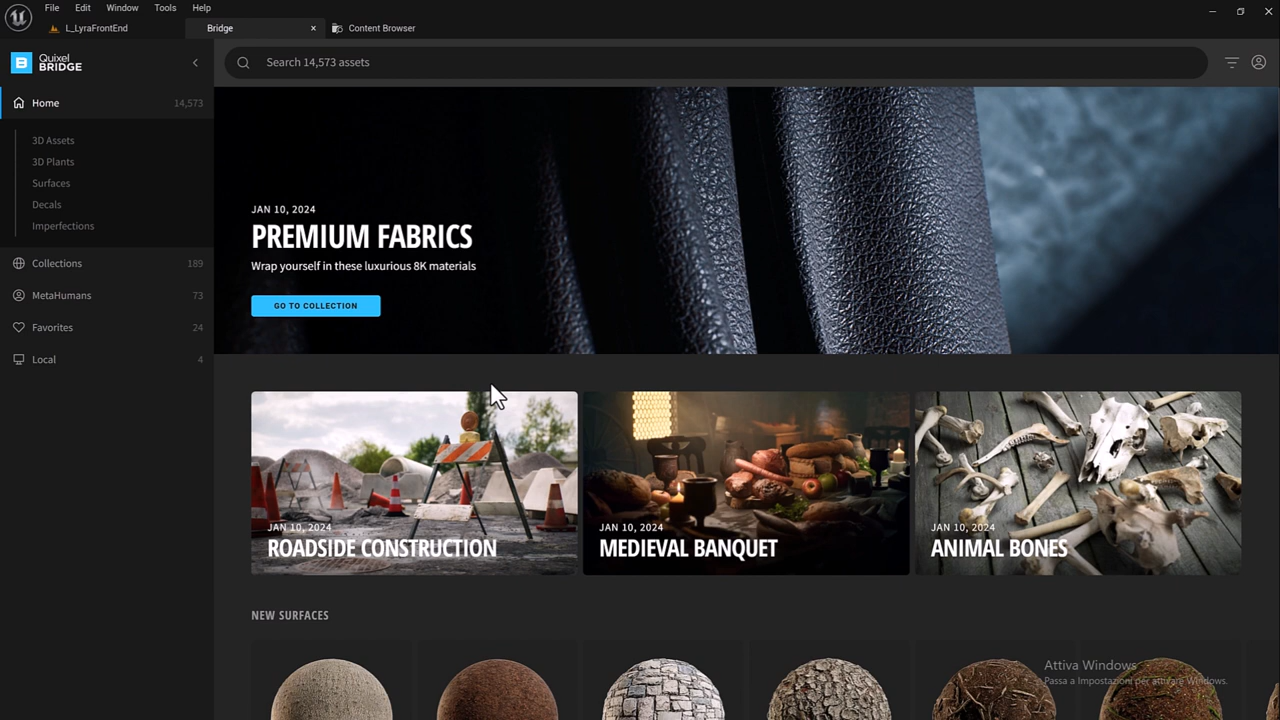 File Edit Window Tools Help
L_LyraFrontEnd Bridge Content Browser
Quixel
BRIDGE
Search 14,573 assets
Home 14,573
3D Assets
3D Plants
Surfaces
Decals
Imperfections
Collections 189
MetaHumans 73
Favorites 24
Local 4
JAN 10, 2024
PREMIUM FABRICS
Wrap yourself in these luxurious 8K materials
GO TO COLLECTION
JAN 10, 2024
ROADSIDE CONSTRUCTION
JAN 10, 2024
MEDIEVAL BANQUET
JAN 10, 2024
ANIMAL BONES
NEW SURFACES
Attiva Windows
Passa a Impostazioni per attivare Windows.